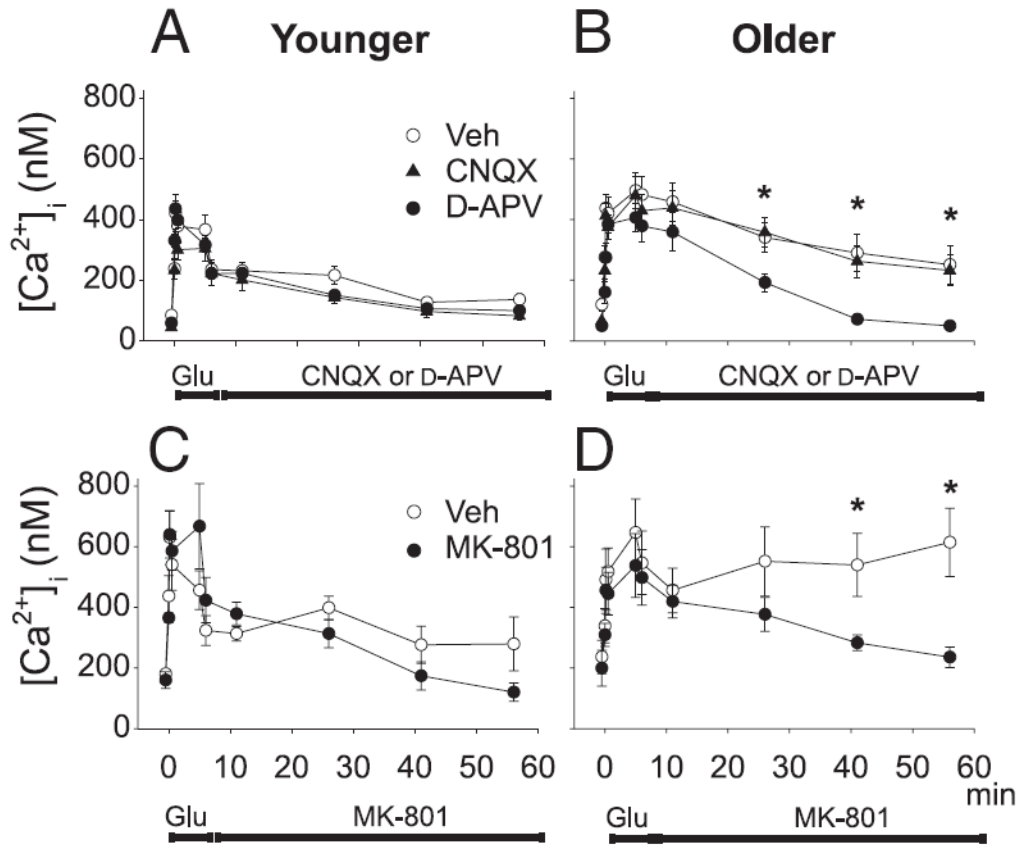 A Younger B Older
[Ca²⁺]ᵢ (nM)
800
600
400
200
0
Veh
CNQX
D-APV
* * *
Glu CNQX or D-APV
Glu CNQX or D-APV
C D
[Ca²⁺]ᵢ (nM)
800
600
400
200
0
Veh
MK-801
* *
0 10 20 30 40 50 60
0 10 20 30 40 50 60
min
Glu MK-801
Glu MK-801